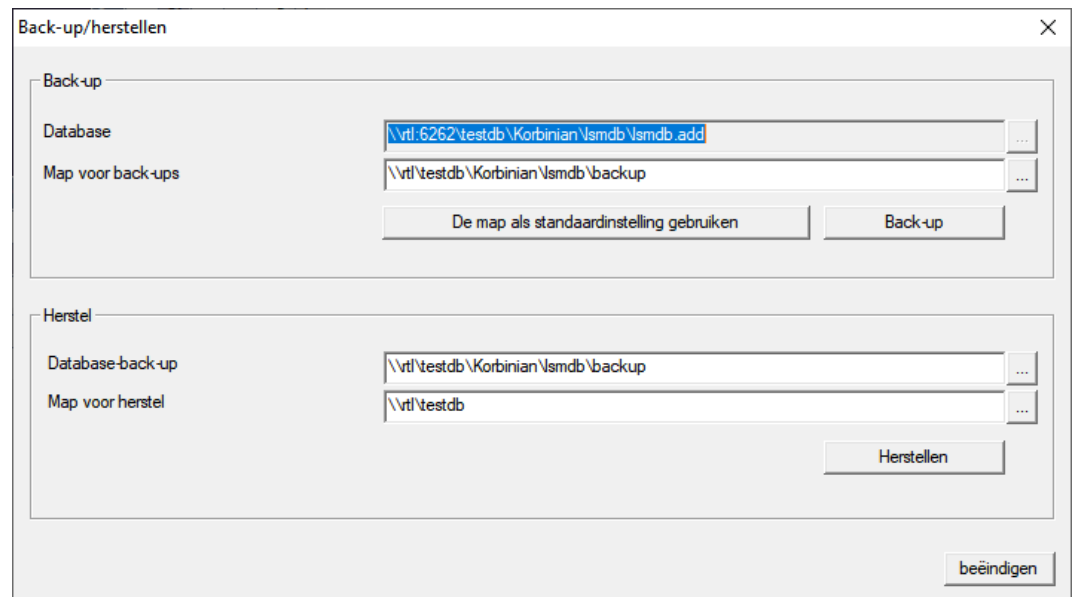 Back-up/herstellen
Back-up
Database
\\rtl:6262\testdb\Korbinian\lsmdb\lsmdb.add
...
Map voor back-ups
\\rtl\testdb\Korbinian\lsmdb\backup
...
De map als standaardinstelling gebruiken
Back-up
Herstel
Database-back-up
\\rtl\testdb\Korbinian\lsmdb\backup
...
Map voor herstel
\\rtl\testdb
...
Herstellen
beëindigen